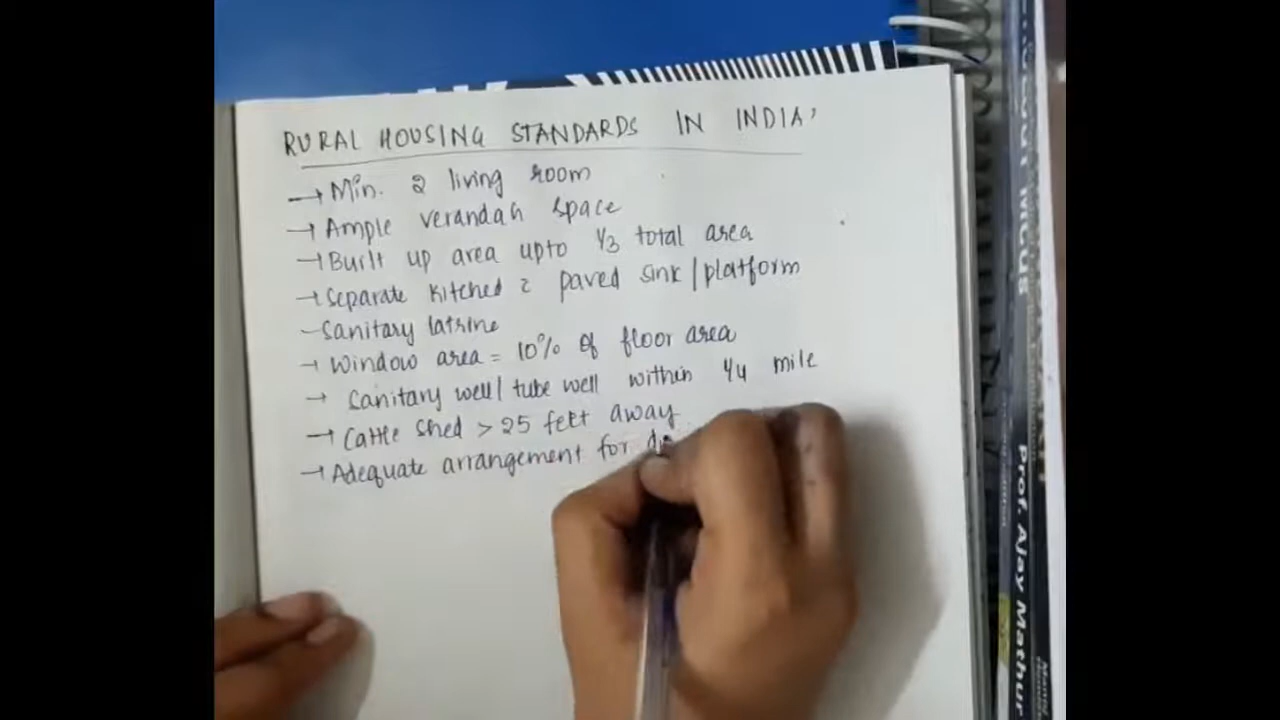 RURAL HOUSING STANDARDS IN INDIA
→ Min. 2 living room
→ Ample verandah space
→ Built up area upto 1/3 total area
→ Separate kitched c paved sink/platform
- Sanitary latrine
→ Window area = 10% of floor area
→ Sanitary well/ tube well within 1/4 mile
→ Cattle shed > 25 feet away
→ Adequate arrangement for
Prof. Ajay Mathur